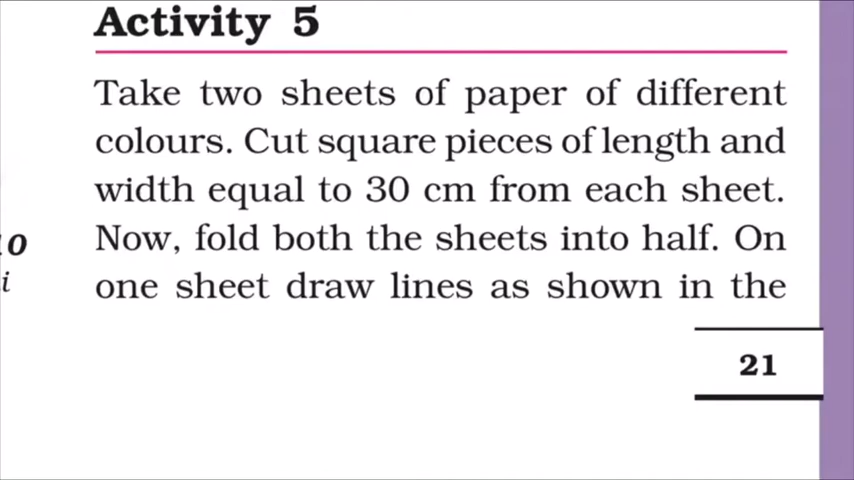 Activity 5
Take two sheets of paper of different
colours. Cut square pieces of length and
width equal to 30 cm from each sheet.
Now, fold both the sheets into half. On
one sheet draw lines as shown in the
10
i
21